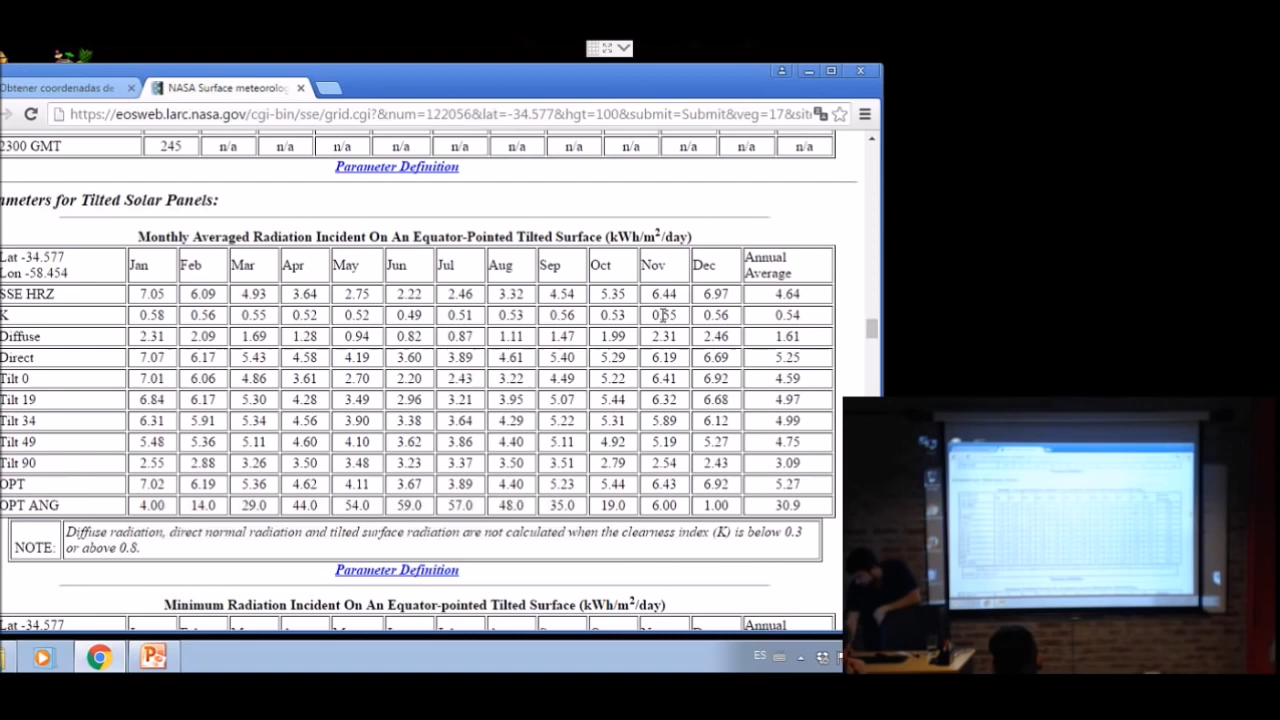 Obtener coordenadas de
NASA Surface meteorolog
https://eosweb.larc.nasa.gov/cgi-bin/sse/grid.cgi?&num=122056&lat=-34.577&hgt=100&submit=Submit&veg=17&sit
2300 GMT 245 n/a n/a n/a n/a n/a n/a n/a n/a n/a n/a n/a
Parameter Definition
ameters for Tilted Solar Panels:
Monthly Averaged Radiation Incident On An Equator-Pointed Tilted Surface (kWh/m2/day)
Lat -34.577
Lon -58.454 Jan Feb Mar Apr May Jun Jul Aug Sep Oct Nov Dec Annual Average
SSE HRZ 7.05 6.09 4.93 3.64 2.75 2.22 2.46 3.32 4.54 5.35 6.44 6.97 4.64
K 0.58 0.56 0.55 0.52 0.52 0.49 0.51 0.53 0.56 0.53 0.56 0.54
Diffuse 2.31 2.09 1.69 1.28 0.94 0.82 0.87 1.11 1.47 1.99 2.31 2.46 1.61
Direct 7.07 6.17 5.43 4.58 4.19 3.60 3.89 4.61 5.40 5.29 6.19 6.69 5.25
Tilt 0 7.01 6.06 4.86 3.61 2.70 2.20 2.43 3.22 4.49 5.22 6.41 6.92 4.59
Tilt 19 6.84 6.17 5.30 4.28 3.49 2.96 3.21 3.95 5.07 5.44 6.32 6.68 4.97
Tilt 34 6.31 5.91 5.34 4.56 3.90 3.38 3.64 4.29 5.22 5.31 5.89 6.12 4.99
Tilt 49 5.48 5.36 5.11 4.60 4.10 3.62 3.86 4.40 5.11 4.92 5.19 5.27 4.75
Tilt 90 2.55 2.88 3.26 3.50 3.48 3.23 3.37 3.50 3.51 2.79 2.54 2.43 3.09
OPT 7.02 6.19 5.36 4.62 4.11 3.67 3.89 4.40 5.23 5.44 6.43 6.92 5.27
OPT ANG 4.00 14.0 29.0 44.0 54.0 59.0 57.0 48.0 35.0 19.0 6.00 1.00 30.9
NOTE: Diffuse radiation, direct normal radiation and tilted surface radiation are not calculated when the clearness index (K) is below 0.3
or above 0.8.
Parameter Definition
Minimum Radiation Incident On An Equator-pointed Tilted Surface (kWh/m2/day)
Lat -34.577
Annual
ES